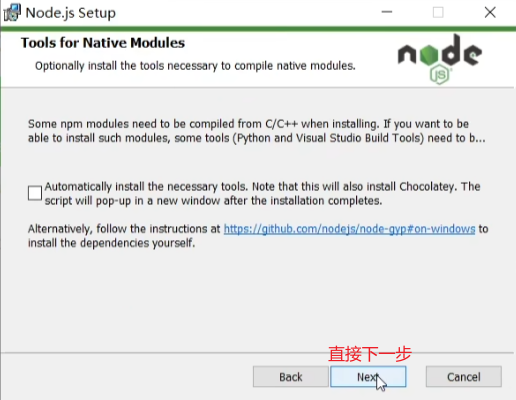 Node.js Setup
Tools for Native Modules
Optionally install the tools necessary to compile native modules.
node
JS
Some npm modules need to be compiled from C/C++ when installing. If you want to be
able to install such modules, some tools (Python and Visual Studio Build Tools) need to b...
Automatically install the necessary tools. Note that this will also install Chocolatey. The
script will pop-up in a new window after the installation completes.
Alternatively, follow the instructions at https://github.com/nodejs/node-gyp#on-windows to
install the dependencies yourself.
直接下一步
Back Next Cancel